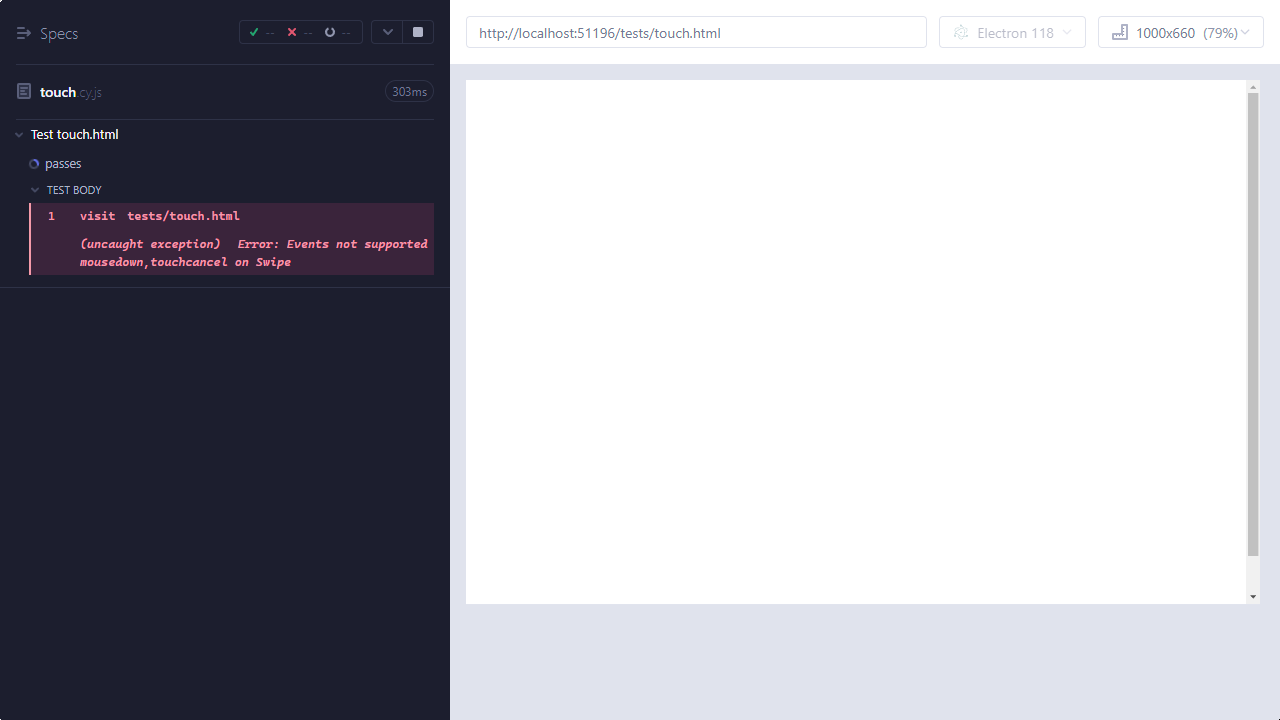 Specs
-- -- --
http://localhost:51196/tests/touch.html
Electron 118
1000x660 (79%)
touch.cy.js
303ms
Test touch.html
passes
TEST BODY
1 visit tests/touch.html
(uncaught exception) Error: Events not supported
mousedown,touchcancel on Swipe